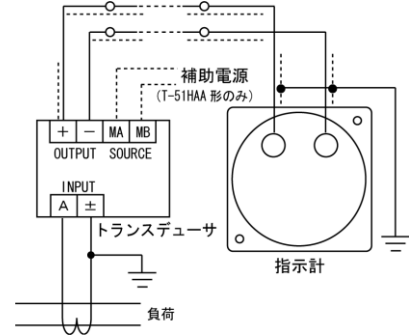 補助電源
(T-51HAA 形のみ)
+ − MA MB
OUTPUT SOURCE
INPUT
A ±
トランスデューサ
指示計
負荷